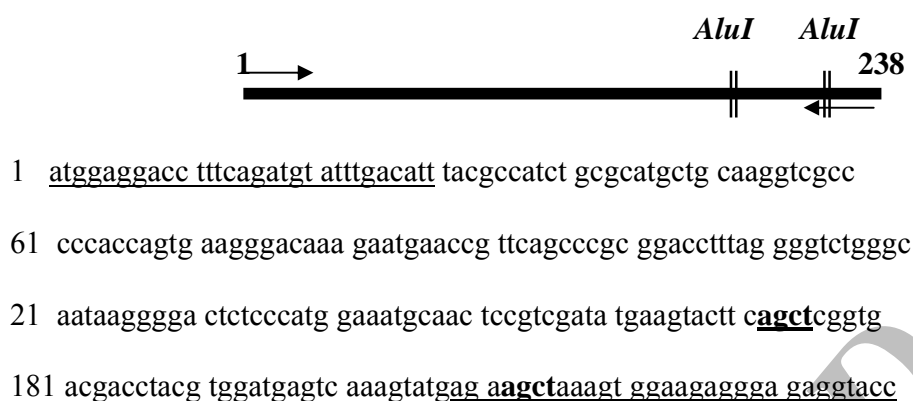 AluI AluI
1 238
1 atggaggacc tttcagatgt atttgacatt tacgccatct gcgcatgctg caaggtcgcc
61 cccaccagtg aagggacaaa gaatgaaccg ttcagcccgc ggacctttag gggtctgggc
21 aataagggga ctctcccatg gaaatgcaac tccgtcgata tgaagtactt cagctcggtg
181 acgacctacg tggatgagtc aaagtatgag aagctaaagt ggaagaggga gaggtacc